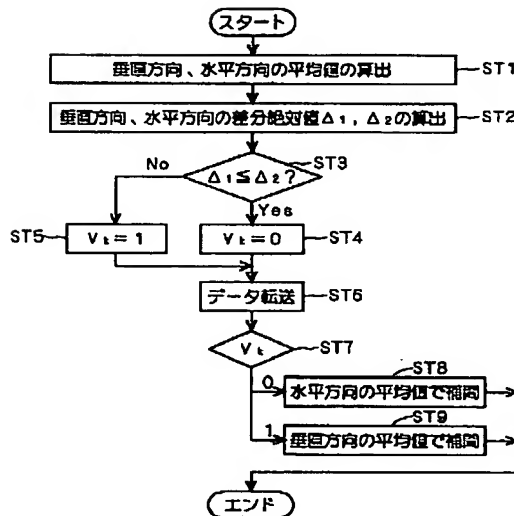 スタート
垂直方向、水平方向の平均値の算出
ST1
垂直方向、水平方向の差分絶対値Δ1,Δ2の算出
ST2
ST3
No
Δ1≦Δ2?
Yes
ST5
Vk=1
Vk=0
ST4
データ転送
ST6
Vk
ST7
ST8
0
水平方向の平均値で補間
ST9
1
垂直方向の平均値で補間
エンド